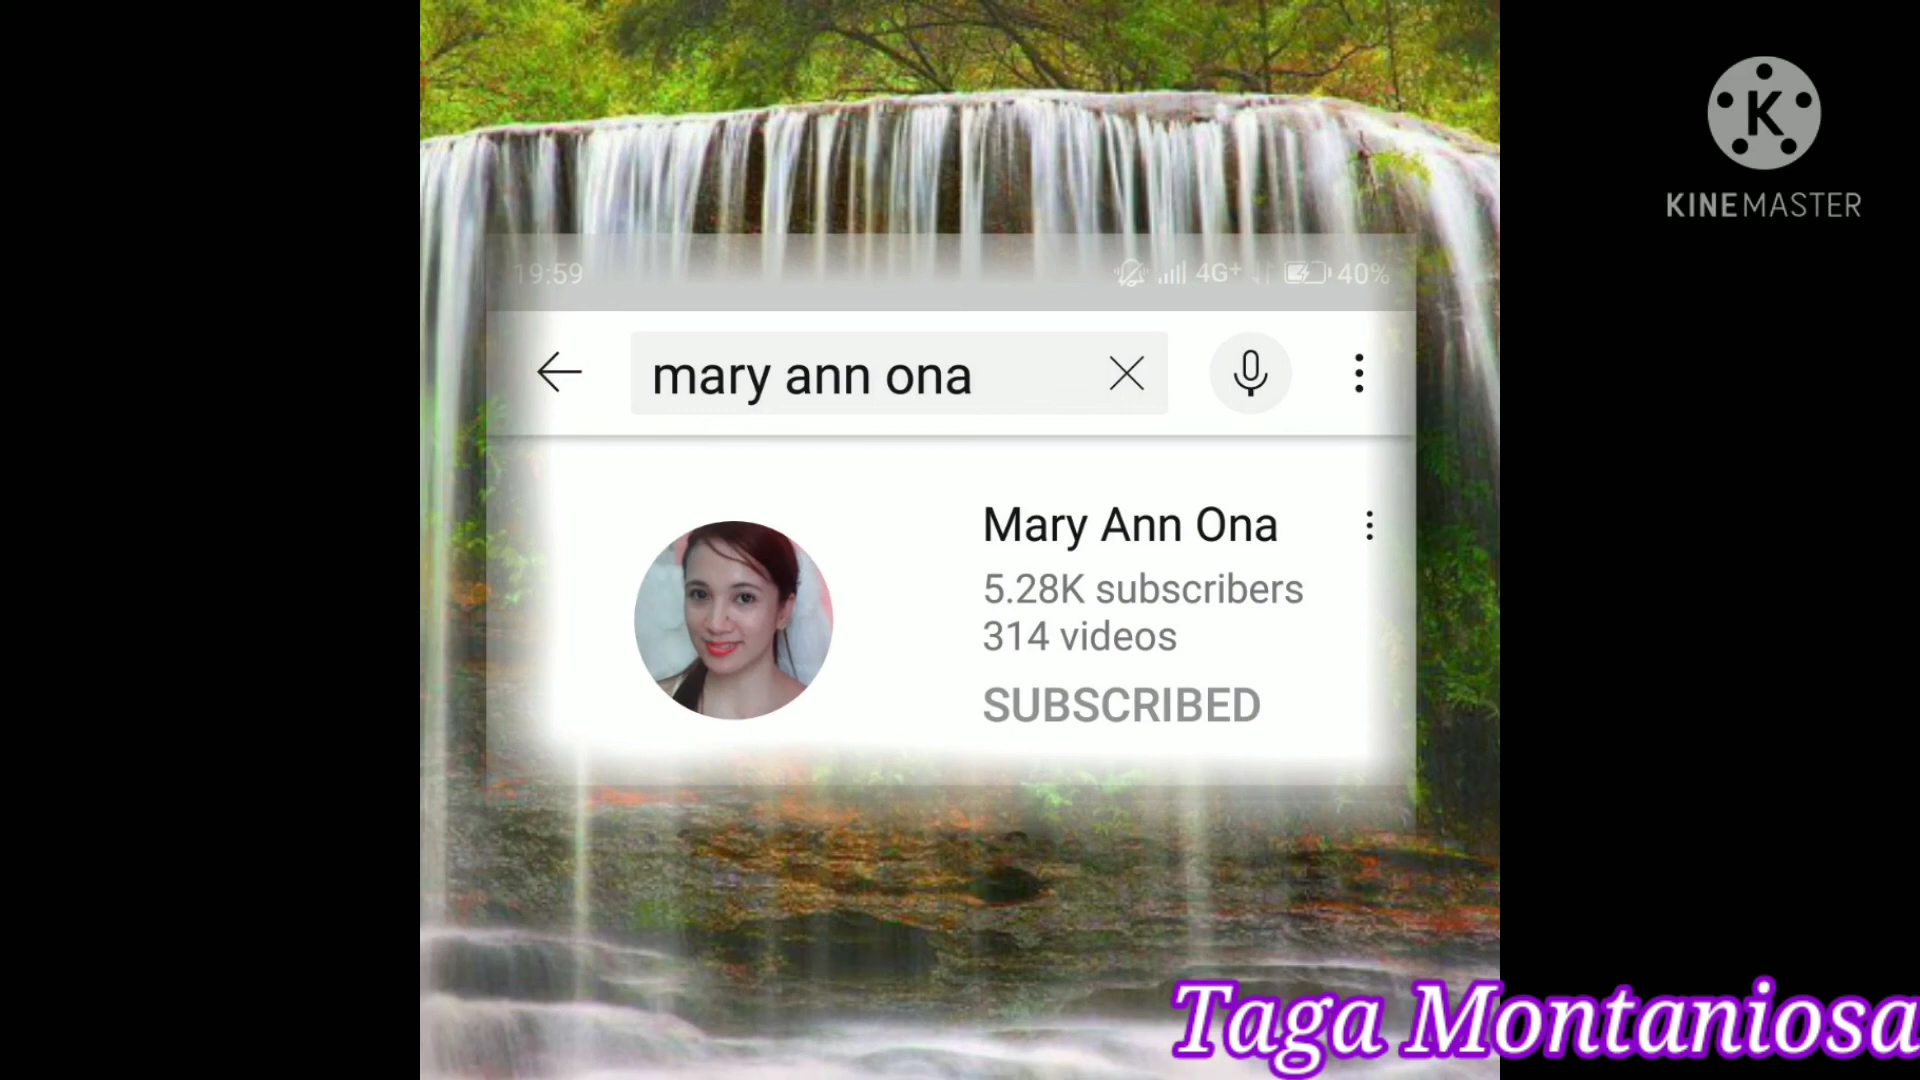 KINEMASTER
19:59 4G+ 40%
mary ann ona
Mary Ann Ona
5.28K subscribers
314 videos
SUBSCRIBED
Taga Montaniosa